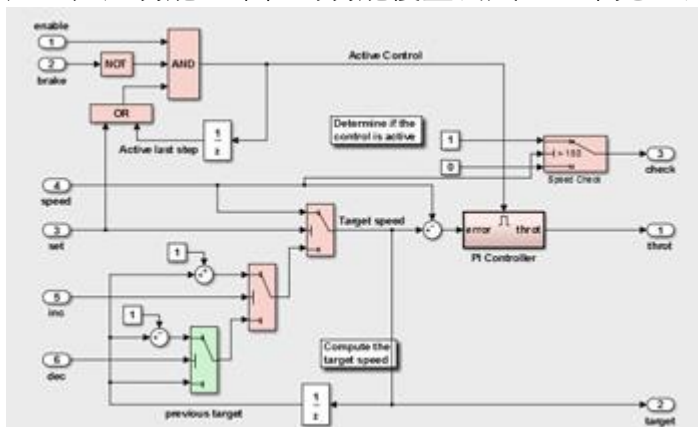 enable
1
2
brake
NOT
AND
OR
Active last step
1
z
Active Control
Determine if the
control is active
1
0
Speed Check
3
check
4
speed
3
set
Target speed
error
throt
PI Controller
1
throt
1
5
inc
1
6
dec
Compute the
target speed
previous target
1
z
2
target